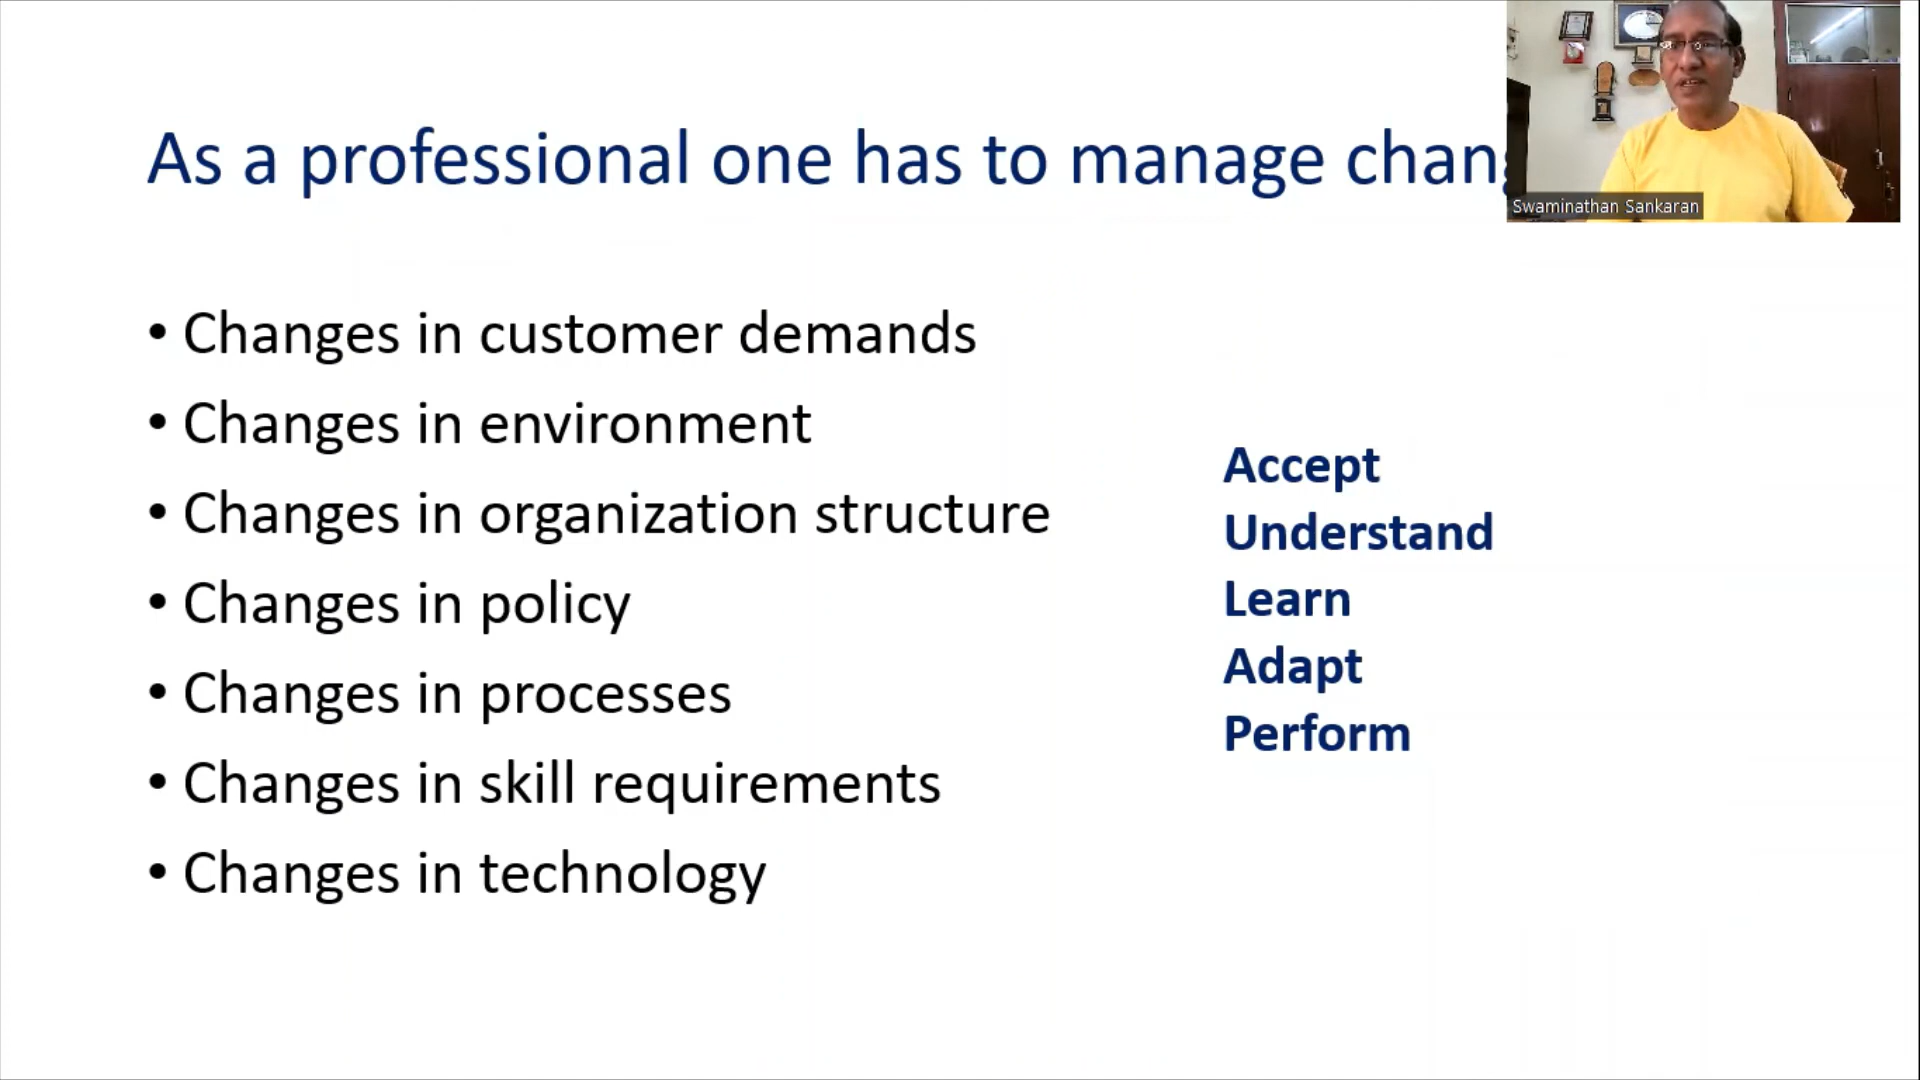 As a professional one has to manage chang
Swaminathan Sankaran
• Changes in customer demands
• Changes in environment
• Changes in organization structure
• Changes in policy
• Changes in processes
• Changes in skill requirements
• Changes in technology
Accept
Understand
Learn
Adapt
Perform